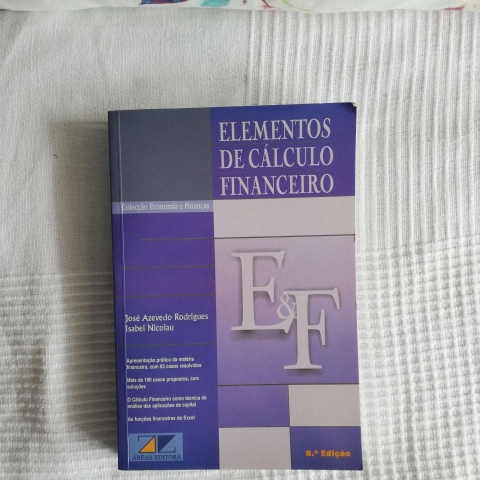 ELEMENTOS
DE CÁLCULO
FINANCEIRO
Colecção Economia e Finanças
E&F
José Azevedo Rodrigues
Isabel Nicolau
Apresentação prática da matéria
financeira, com 88 casos resolvidos
Mais de 100 casos propostos, com
soluções
O Cálculo Financeiro como técnica de
análise das aplicações de capital
As funções financeiras do Excel
ÁREAS EDITORA
8.ª Edição